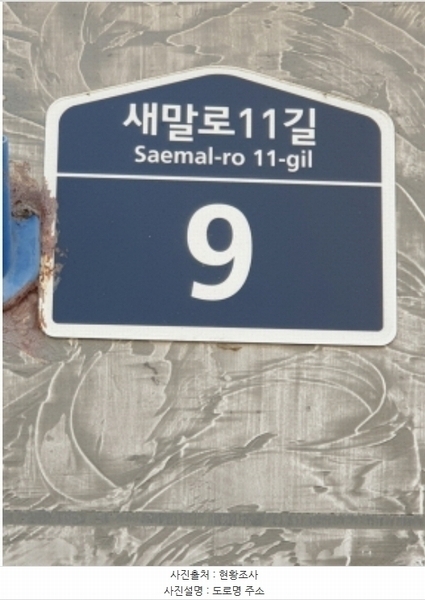 새말로11길
Saemal-ro 11-gil
9
사진출처 : 현황조사
사진설명 : 도로명 주소